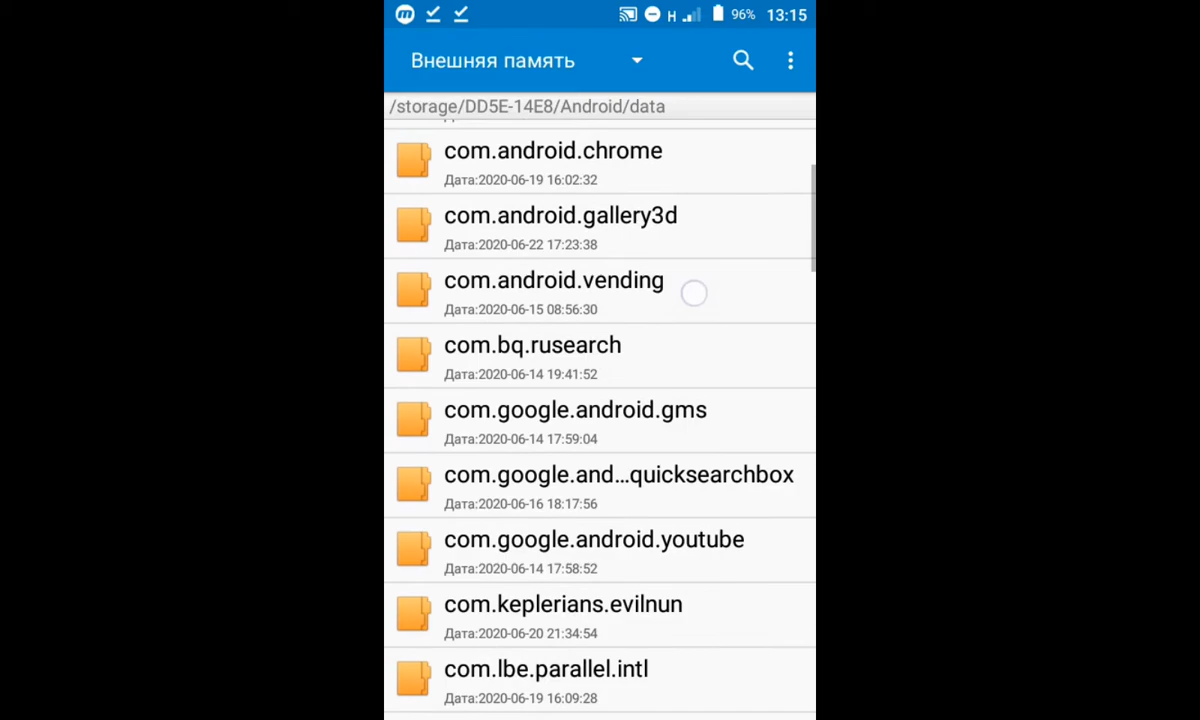 H 96% 13:15
Внешняя память
/storage/DD5E-14E8/Android/data
com.android.chrome
Дата:2020-06-19 16:02:32
com.android.gallery3d
Дата:2020-06-22 17:23:38
com.android.vending
Дата:2020-06-15 08:56:30
com.bq.rusearch
Дата:2020-06-14 19:41:52
com.google.android.gms
Дата:2020-06-14 17:59:04
com.google.and...quicksearchbox
Дата:2020-06-16 18:17:56
com.google.android.youtube
Дата:2020-06-14 17:58:52
com.keplerians.evilnun
Дата:2020-06-20 21:34:54
com.lbe.parallel.intl
Дата:2020-06-19 16:09:28